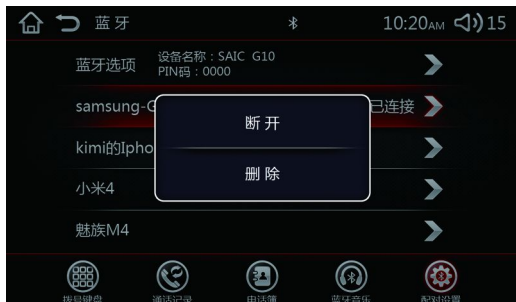 蓝牙 10:20AM 15
蓝牙选项 设备名称：SAIC G10
PIN码：0000
samsung-G 已连接
断开
kimi的Ipho
删除
小米4
魅族M4
拨号键盘 通话记录 电话簿 蓝牙音乐 配对设置